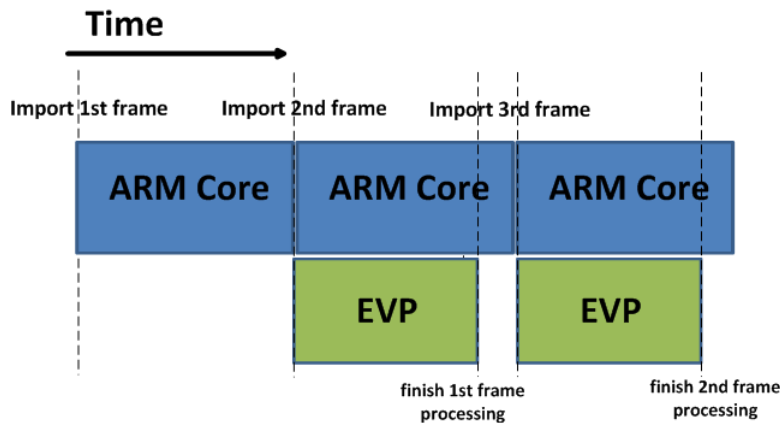 Time
Import 1st frame
Import 2nd frame
Import 3rd frame
ARM Core
ARM Core
ARM Core
EVP
EVP
finish 1st frame
processing
finish 2nd frame
processing